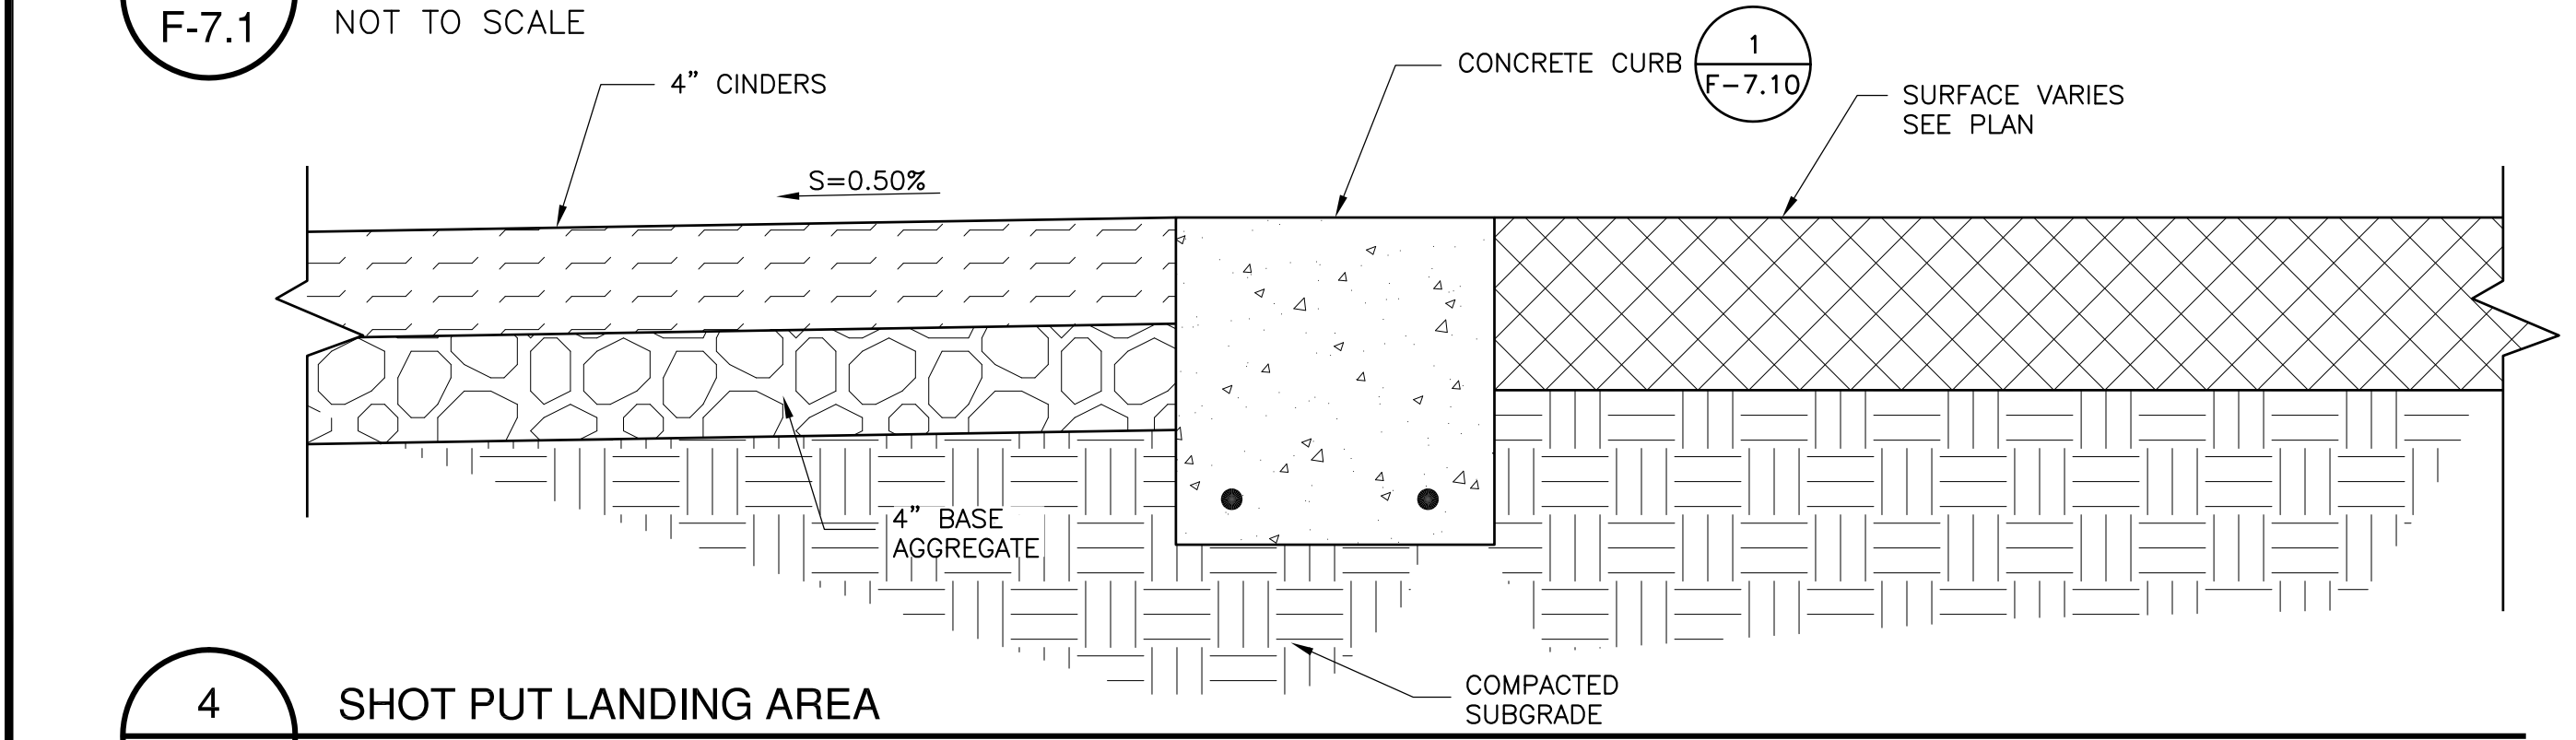 F-7.1
NOT TO SCALE
4" CINDERS
CONCRETE CURB
1
F-7.10
SURFACE VARIES
SEE PLAN
S=0.50%
4" BASE
AGGREGATE
COMPACTED
SUBGRADE
4
SHOT PUT LANDING AREA